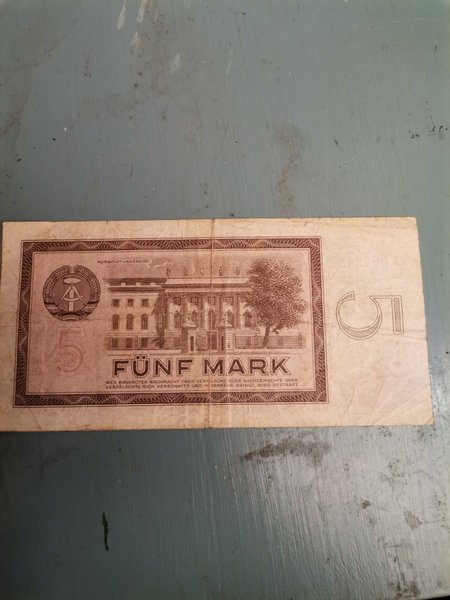 HUMBOLDT-UNIVERSITÄT
5
5
FÜNF MARK
WER BANKNOTEN NACHMACHT ODER VERFÄLSCHT ODER NACHGEMACHTE ODER
VERFÄLSCHTE SICH VERSCHAFFT UND IN VERKEHR BRINGT, WIRD BESTRAFT